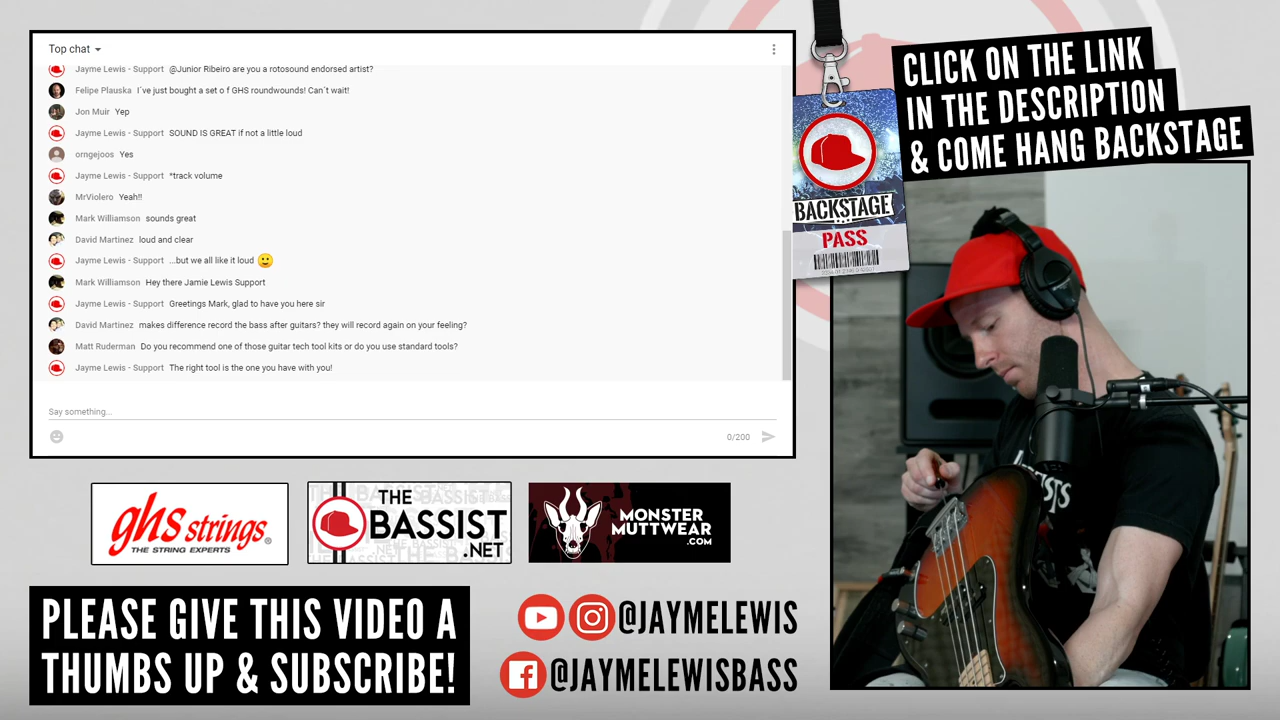 Top chat
Jayme Lewis - Support @Junior Ribeiro are you a rotosound endorsed artist?
Felipe Plauska I´ve just bought a set o f GHS roundwounds! Can´t wait!
Jon Muir Yep
Jayme Lewis - Support SOUND IS GREAT if not a little loud
orngejoos Yes
Jayme Lewis - Support *track volume
MrViolero Yeah!!
Mark Williamson sounds great
David Martinez loud and clear
Jayme Lewis - Support ...but we all like it loud
Mark Williamson Hey there Jamie Lewis Support
Jayme Lewis - Support Greetings Mark, glad to have you here sir
David Martinez makes difference record the bass after guitars? they will record again on your feeling?
Matt Ruderman Do you recommend one of those guitar tech tool kits or do you use standard tools?
Jayme Lewis - Support The right tool is the one you have with you!
Say something...
0/200
CLICK ON THE LINK
IN THE DESCRIPTION
& COME HANG BACKSTAGE
BACKSTAGE
PASS
ghs strings®
THE STRING EXPERTS
THE
BASSIST
.NET
MONSTER
MUTTWEAR
.COM
PLEASE GIVE THIS VIDEO A
THUMBS UP & SUBSCRIBE!
@JAYMELEWIS
@JAYMELEWISBASS